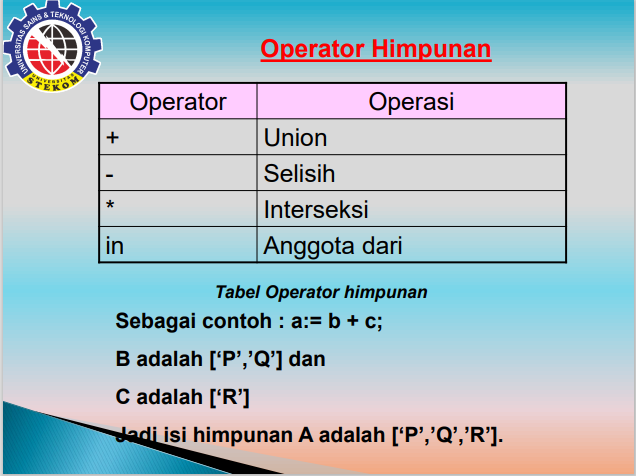 UNIVERSITAS SAINS & TEKNOLOGI KOMPUTER
UNIVERSITAS
STEKOM
Operator Himpunan
Operator Operasi
+ Union
- Selisih
* Interseksi
in Anggota dari
Tabel Operator himpunan
Sebagai contoh : a:= b + c;
B adalah [‘P’,’Q’] dan
C adalah [‘R’]
Jadi isi himpunan A adalah [‘P’,’Q’,’R’].